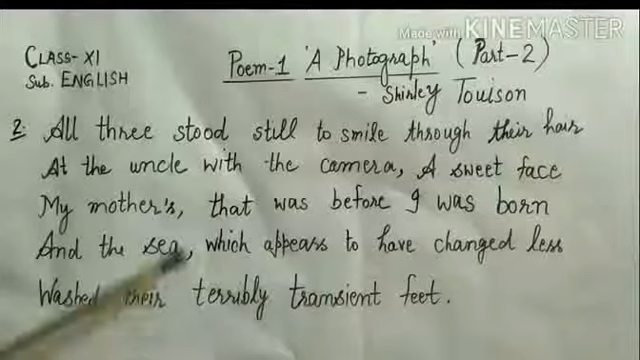 Made with KINEMASTER
CLASS- XI
Sub. ENGLISH
Poem-1 'A Photograph' (Part-2)
- Shirley Touison
2: All three stood still to smile through their hair
At the uncle with the camera, A sweet face
My mother's, that was before I was born
And the sea, which appears to have changed less
Washed their terribly transient feet.